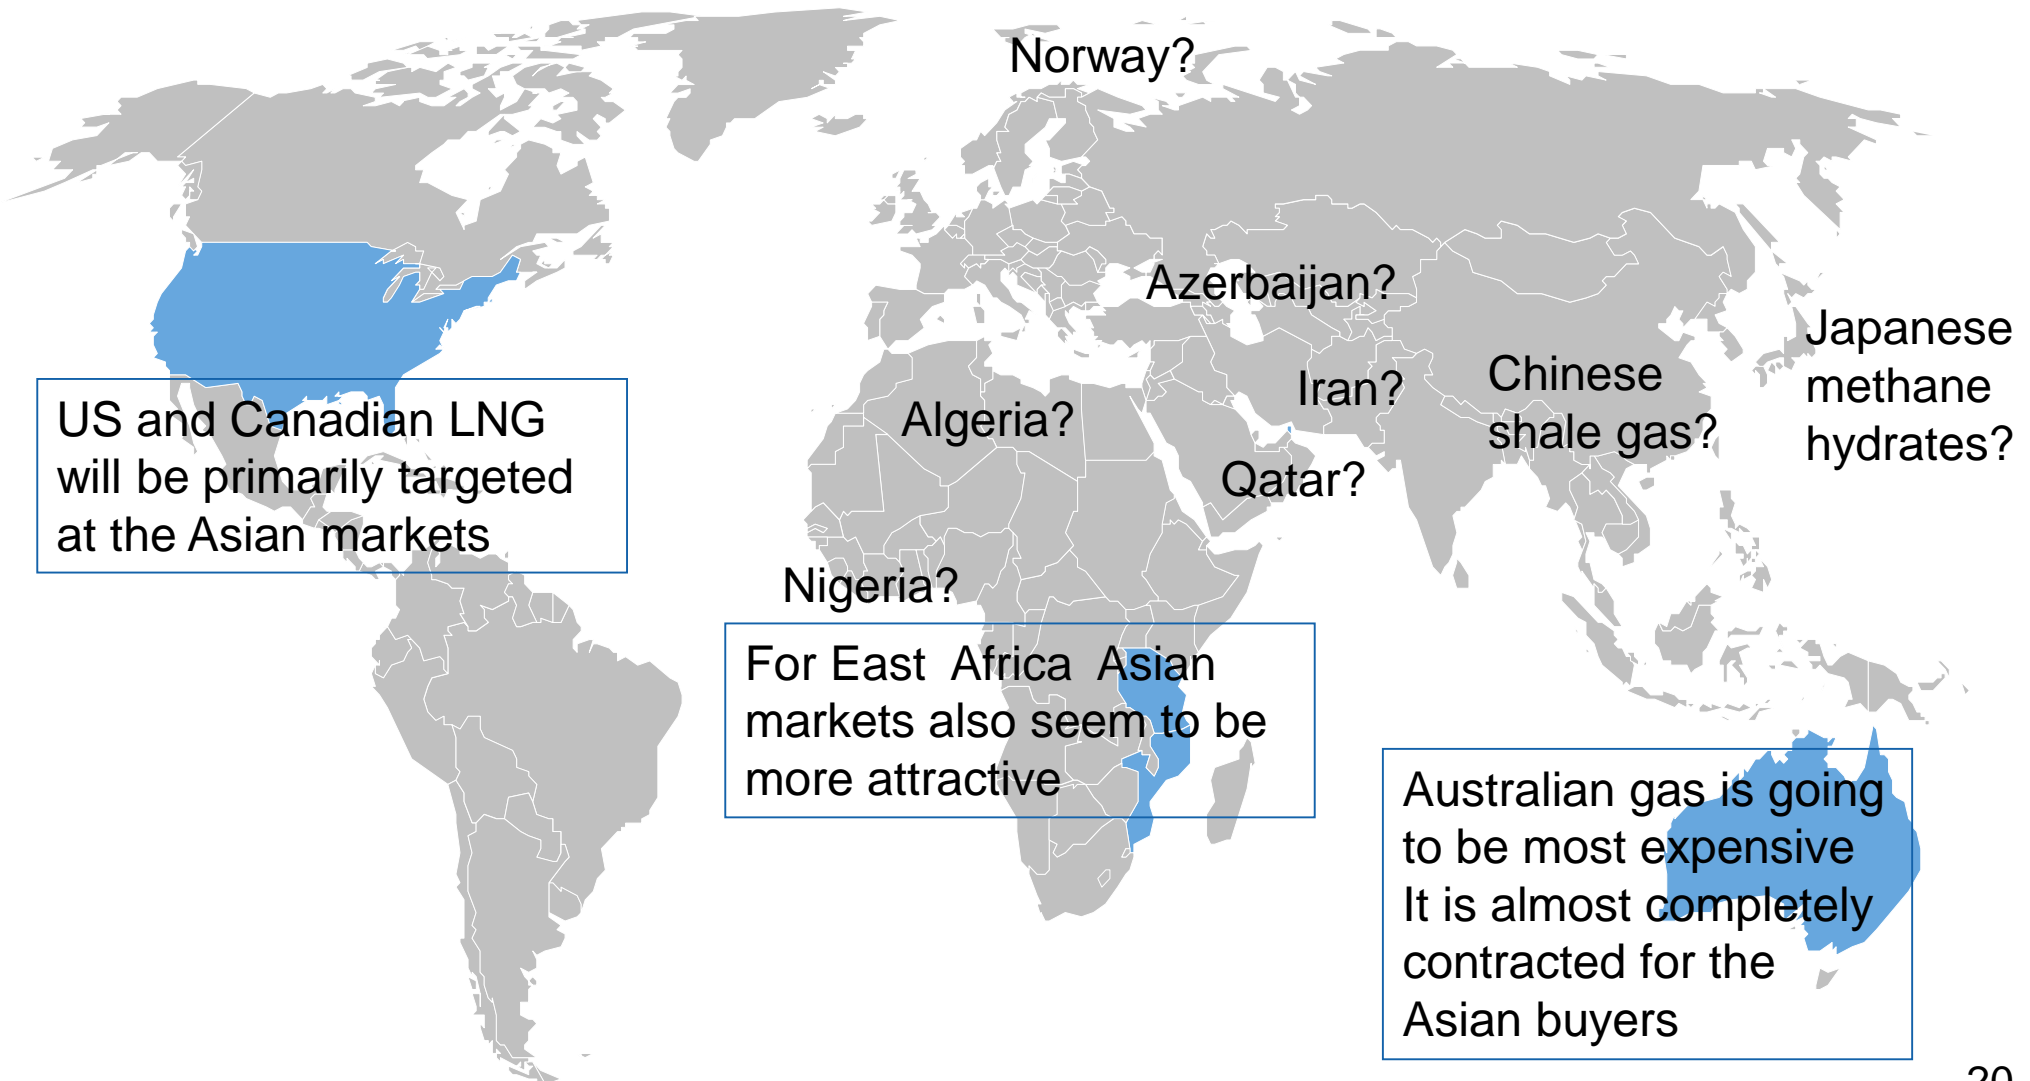 Norway?
Azerbaijan?
Japanese
methane
hydrates?
Chinese
shale gas?
Iran?
Algeria?
Qatar?
US and Canadian LNG
will be primarily targeted
at the Asian markets
Nigeria?
For East Africa Asian
markets also seem to be
more attractive
Australian gas is going
to be most expensive
It is almost completely
contracted for the
Asian buyers
20